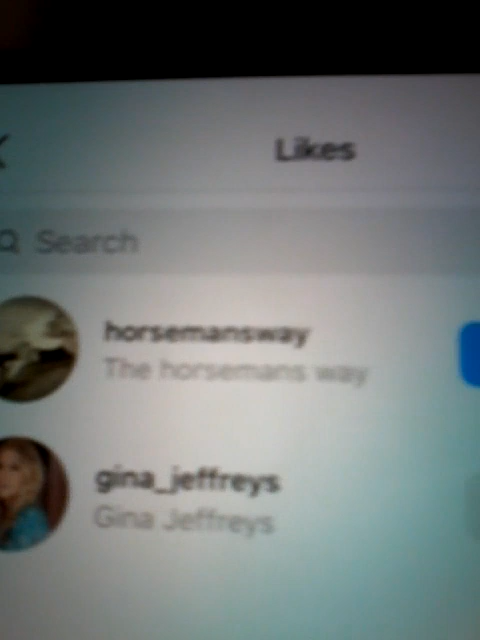 Likes
Search
horsemansway
The horsemans way
gina_jeffreys
Gina Jeffreys